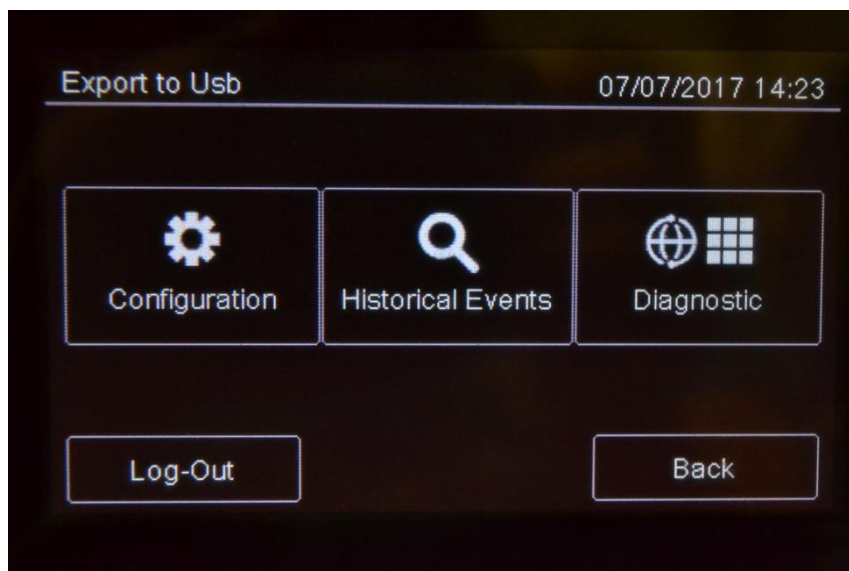 Export to Usb 07/07/2017 14:23
Configuration Historical Events Diagnostic
Log-Out Back